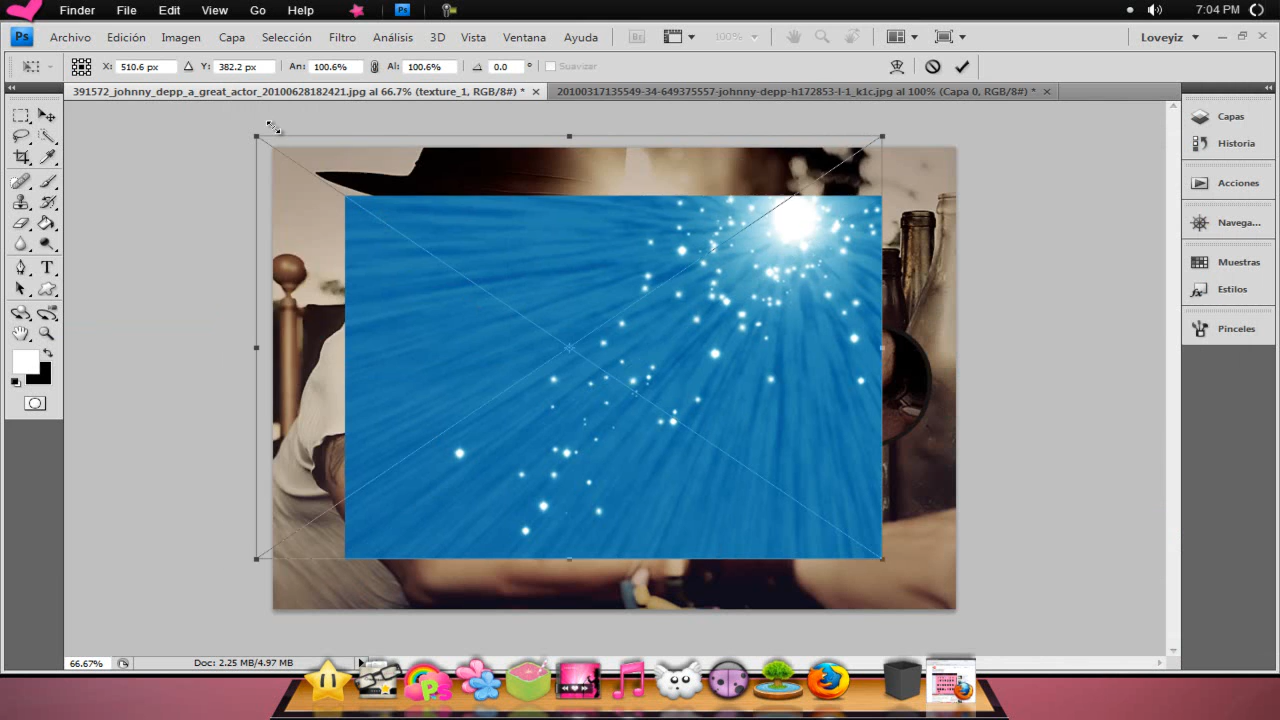 Finder File Edit View Go Help Ps 7:04 PM
Ps Archivo Edición Imagen Capa Selección Filtro Análisis 3D Vista Ventana Ayuda Br 100% Loveyiz
X: 510.6 px Y: 382.2 px An: 100.6% Al: 100.6% 0.0 ° Suavizar
391572_johnny_depp_a_great_actor_20100628182421.jpg al 66.7% (texture_1, RGB/8#) * 20100317135549-34-649375557-johnny-depp-h172853-l-1_k1c.jpg al 100% (Capa 0, RGB/8#) *
Capas
Historia
Acciones
Navega...
Muestras
Estilos
Pinceles
T
66.67% Doc: 2.25 MB/4.97 MB
Ps